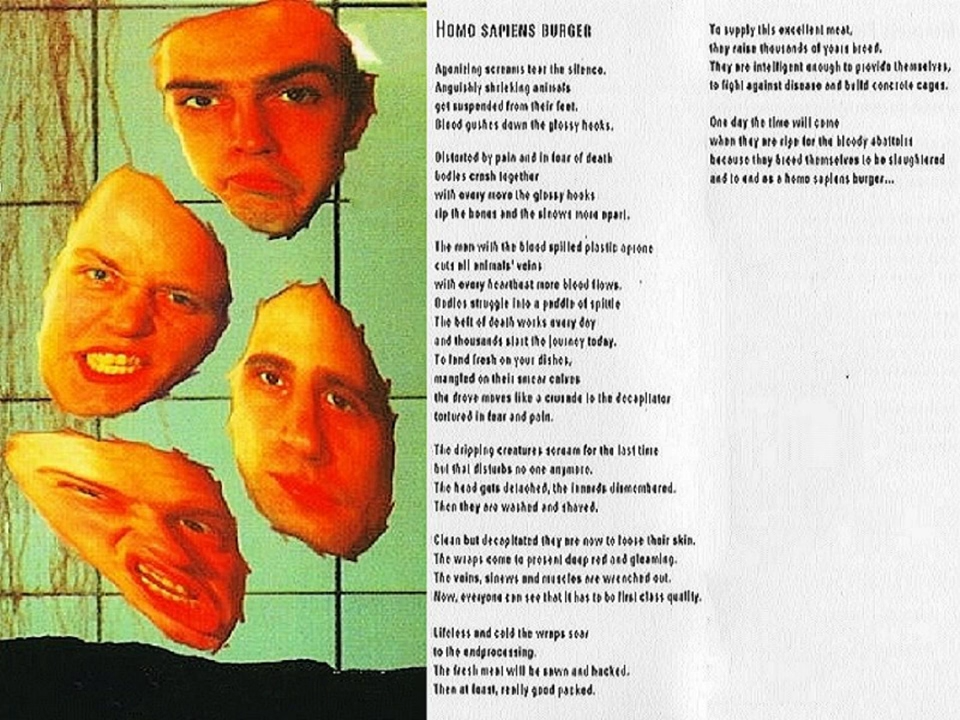 HOMO SAPIENS BURGER
Agonizing screams tear the silence.
Anguishly shrieking animals
get suspended from their feet.
Blood gushes down the glossy hooks.
Distorted by pain and in fear of death
bodies crash together
with every move the glossy hooks
rip the bones and the sinews more apart.
The man with the blood spilled plastic aprone
cuts all animals' veins
with every heartbeat more blood flows.
Bodies struggle into a puddle of spittle
The belt of death works every day
and thousands start the journey today.
To land fresh on your dishes,
mangled on their smear calves
the drove moves like a crusade to the decapitator
tortured in fear and pain.
The dripping creatures scream for the last time
but that disturbs no one anymore.
The head gets detached, the innards dismembered.
Then they are washed and shaved.
Clean but decapitated they are now to loose their skin.
The wraps come to present deep red and gleaming.
The veins, sinews and muscles are wrenched out.
Now, everyone can see that it has to be first class quality.
Lifeless and cold the wraps soar
to the endprocessing.
The fresh meat will be sawn and hacked.
Then at least, really good packed.
To supply this excellent meat,
they raise thousands of years breed.
They are intelligent enough to provide themselves,
to fight against disease and build concrete cages.
One day the time will come
when they are ripe for the bloody abattoirs
because they breed themselves to be slaughtered
and to end as a homo sapiens burger...